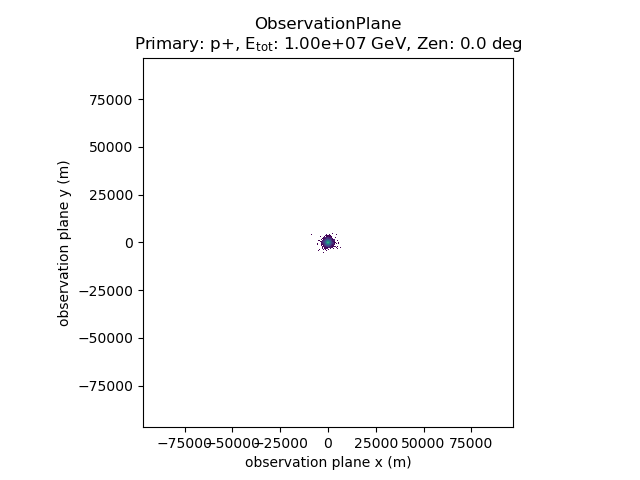 ObservationPlane
Primary: p+, E_tot: 1.00e+07 GeV, Zen: 0.0 deg
observation plane y (m)
75000
50000
25000
0
−25000
−50000
−75000
−75000 −50000 −25000 0 25000 50000 75000
observation plane x (m)